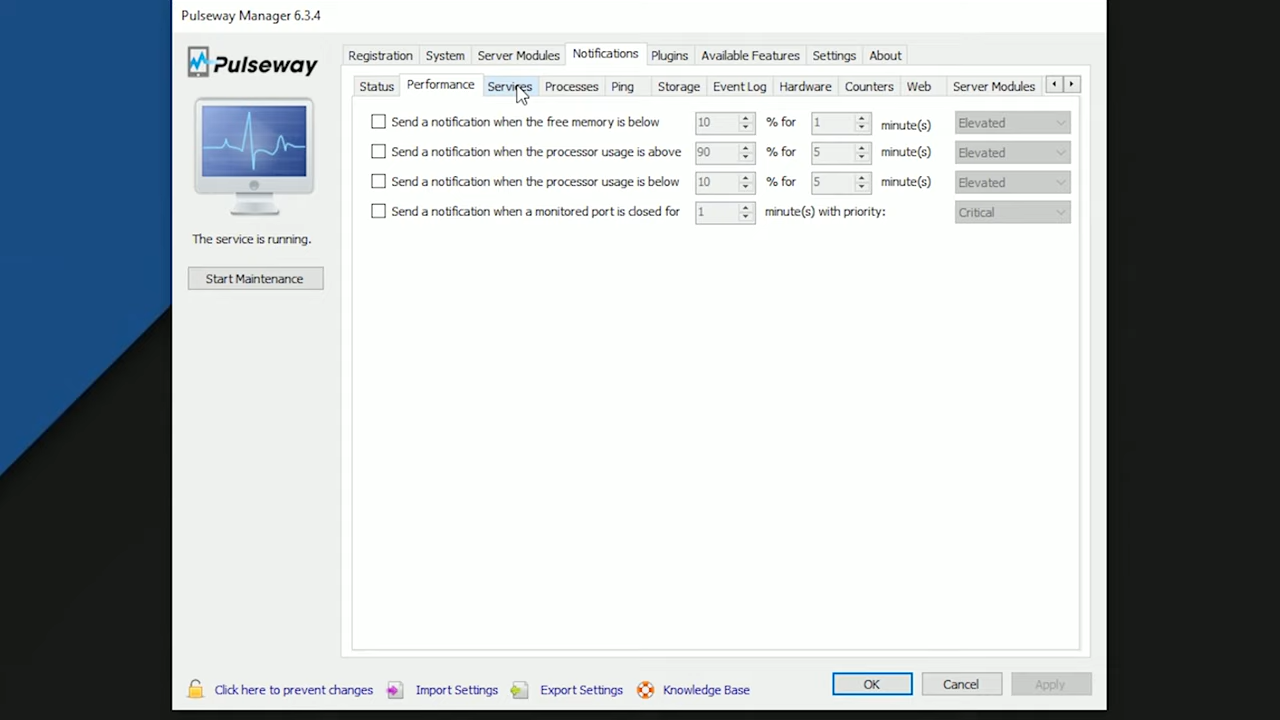 Pulseway Manager 6.3.4
Pulseway
Registration System Server Modules Notifications Plugins Available Features Settings About
Status Performance Services Processes Ping Storage Event Log Hardware Counters Web Server Modules
Send a notification when the free memory is below 10 % for 1 minute(s) Elevated
Send a notification when the processor usage is above 90 % for 5 minute(s) Elevated
Send a notification when the processor usage is below 10 % for 5 minute(s) Elevated
Send a notification when a monitored port is closed for 1 minute(s) with priority: Critical
The service is running.
Start Maintenance
Click here to prevent changes Import Settings Export Settings Knowledge Base OK Cancel Apply